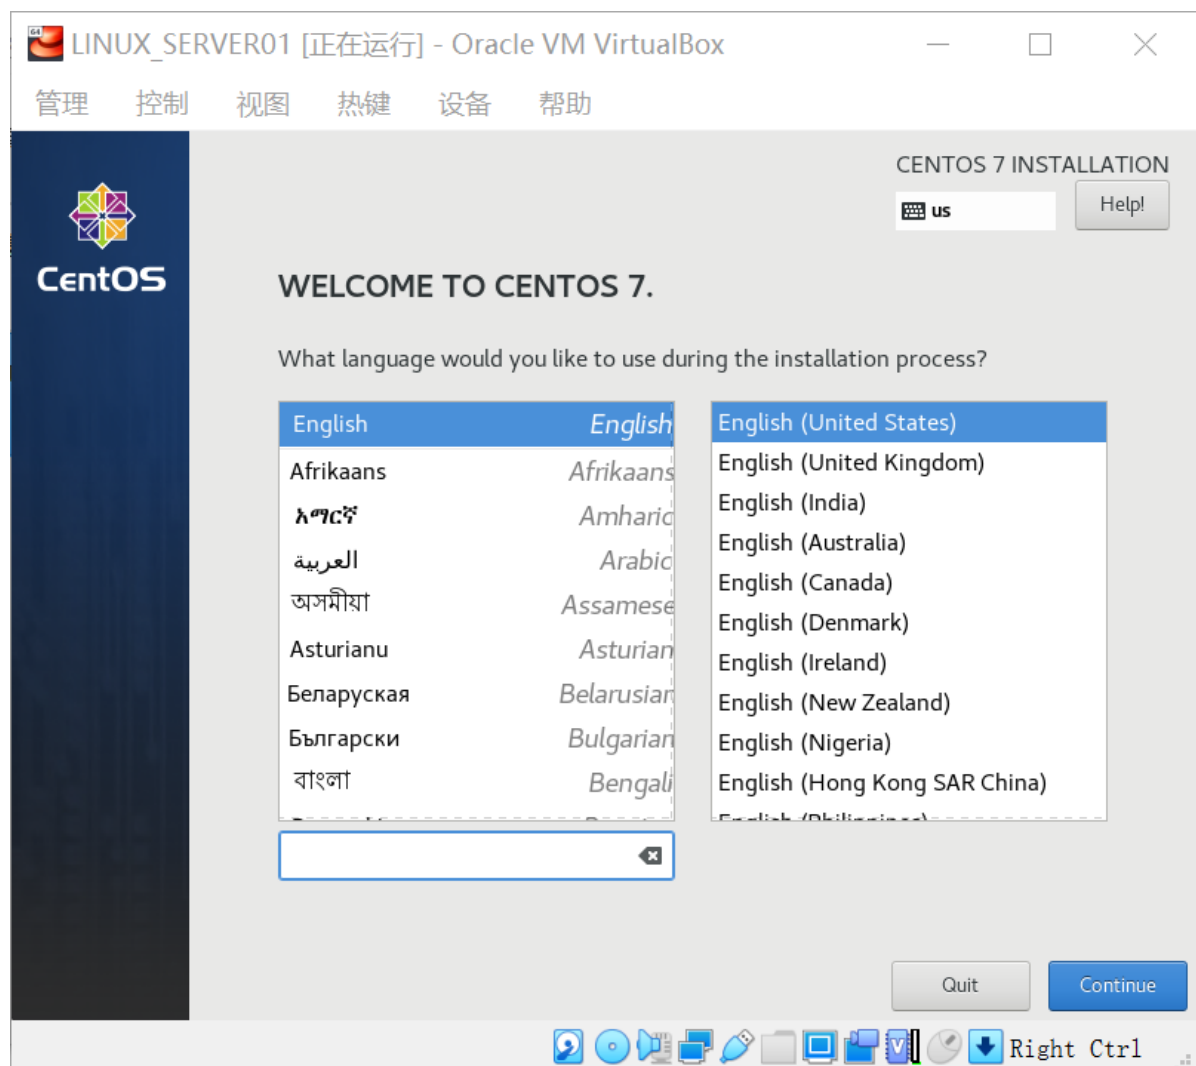 LINUX_SERVER01 [正在运行] - Oracle VM VirtualBox
管理 控制 视图 热键 设备 帮助
CentOS
CENTOS 7 INSTALLATION
us
Help!
WELCOME TO CENTOS 7.
What language would you like to use during the installation process?
English English
Afrikaans Afrikaans
አማርኛ Amharic
العربية Arabic
অসমীয়া Assamese
Asturianu Asturian
Беларуская Belarusian
Български Bulgarian
বাংলা Bengali
English (United States)
English (United Kingdom)
English (India)
English (Australia)
English (Canada)
English (Denmark)
English (Ireland)
English (New Zealand)
English (Nigeria)
English (Hong Kong SAR China)
English (Philippines)
Quit
Continue
Right Ctrl